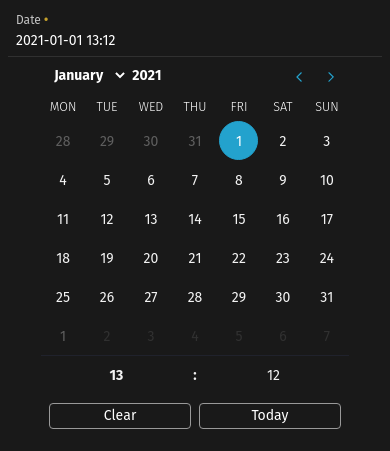 Date
2021-01-01 13:12
January 2021
MON TUE WED THU FRI SAT SUN
28 29 30 31 1 2 3
4 5 6 7 8 9 10
11 12 13 14 15 16 17
18 19 20 21 22 23 24
25 26 27 28 29 30 31
1 2 3 4 5 6 7
13 : 12
Clear Today